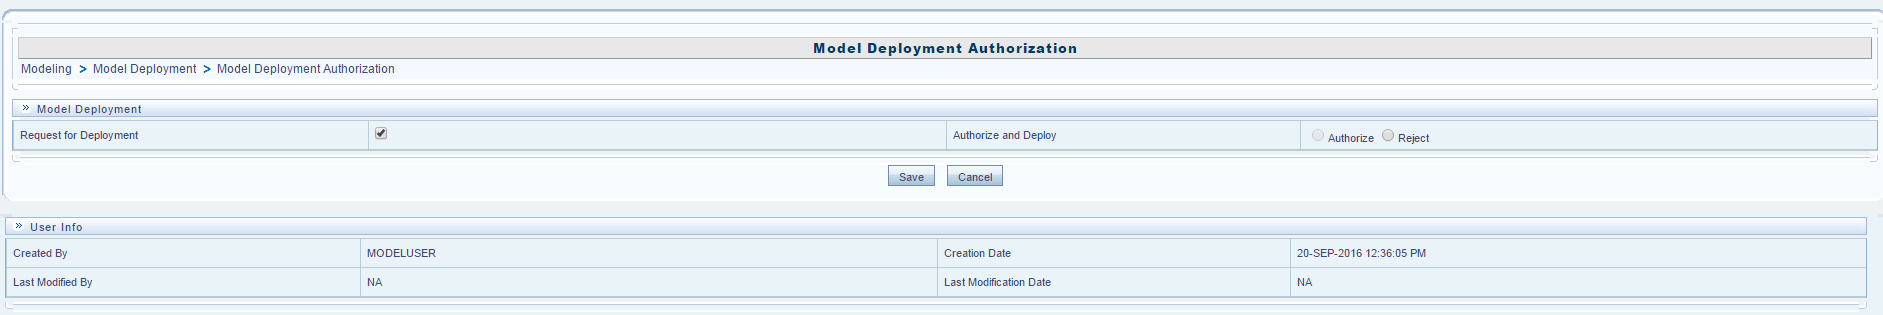 Model Deployment Authorization
Modeling > Model Deployment > Model Deployment Authorization
Model Deployment
Request for Deployment Authorize and Deploy Authorize Reject
Save Cancel
User Info
Created By MODELUSER Creation Date 20-SEP-2016 12:36:05 PM
Last Modified By NA Last Modification Date NA